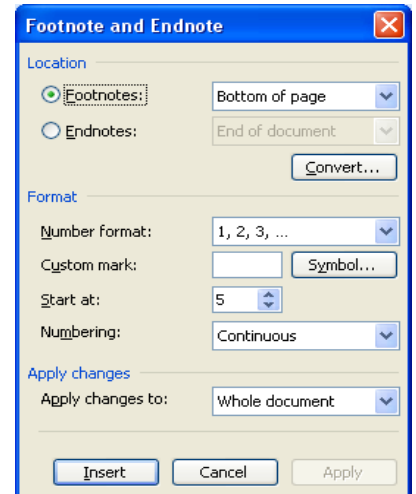 Footnote and Endnote
Location
Footnotes: Bottom of page
Endnotes: End of document
Convert...
Format
Number format: 1, 2, 3, ...
Custom mark: Symbol...
Start at: 5
Numbering: Continuous
Apply changes
Apply changes to: Whole document
Insert Cancel Apply